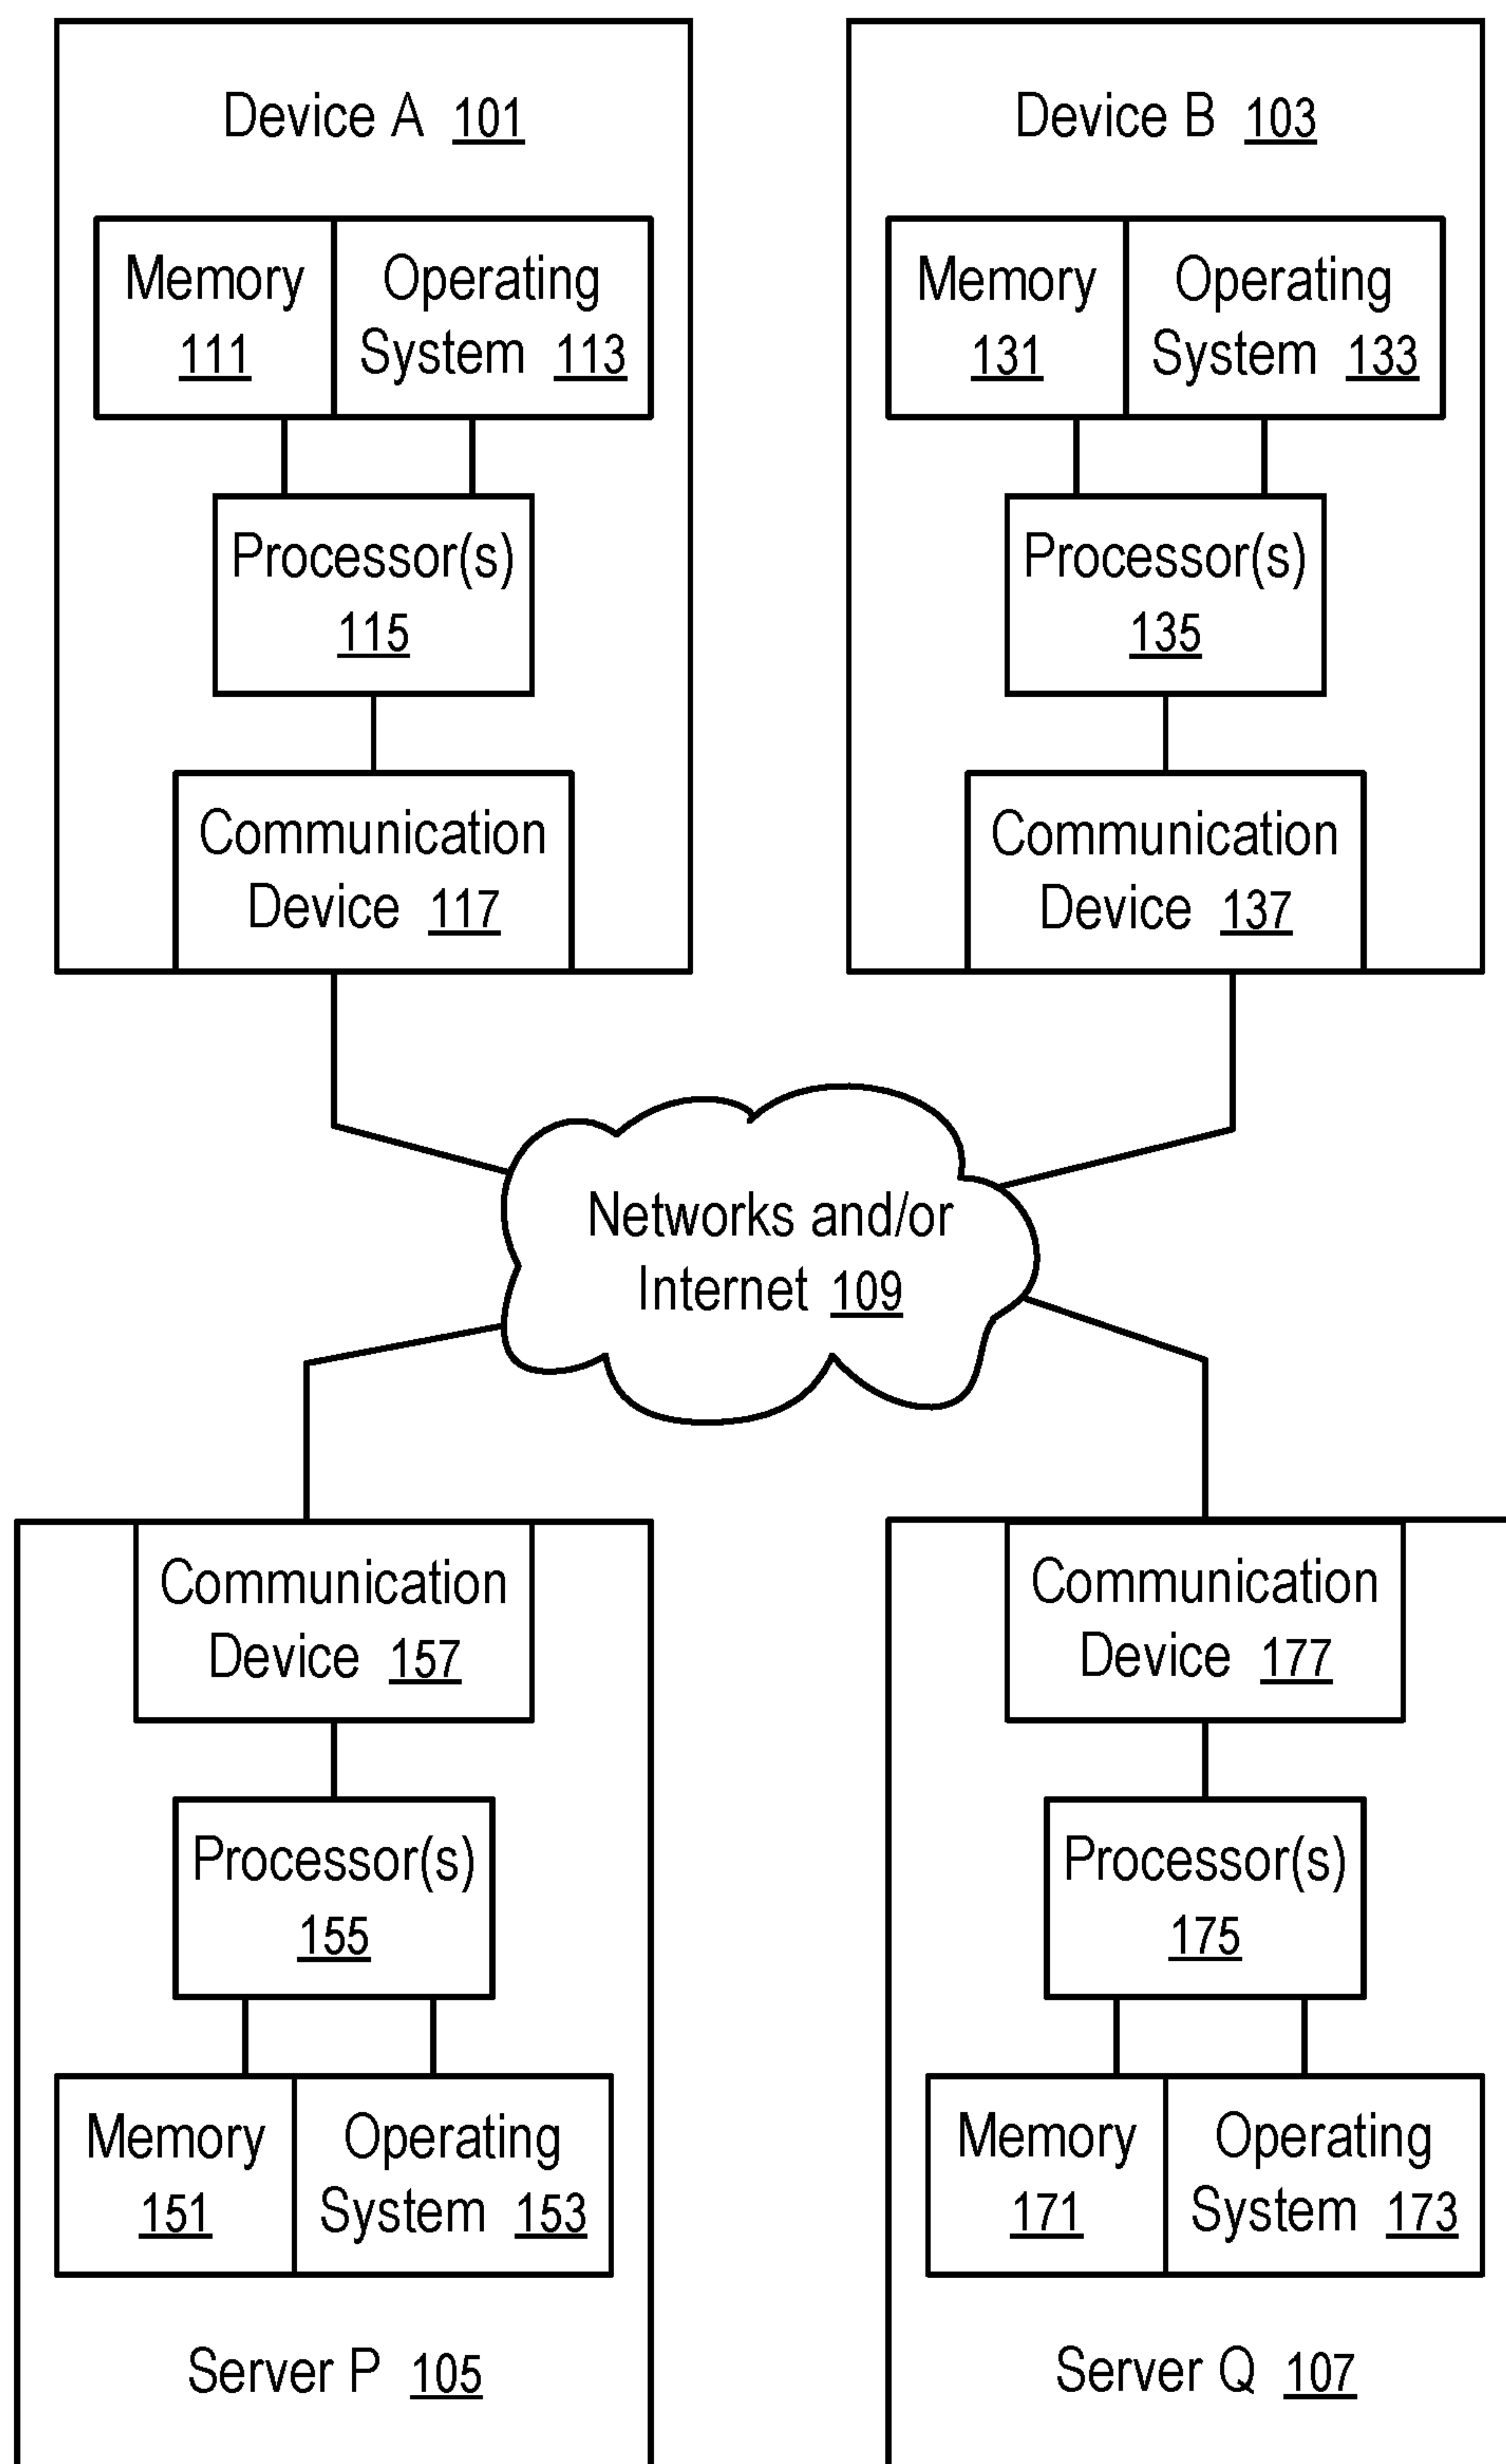 Device A 101
Memory
111
Operating
System 113
Processor(s)
115
Communication
Device 117
Device B 103
Memory
131
Operating
System 133
Processor(s)
135
Communication
Device 137
Networks and/or
Internet 109
Communication
Device 157
Processor(s)
155
Memory
151
Operating
System 153
Server P 105
Communication
Device 177
Processor(s)
175
Memory
171
Operating
System 173
Server Q 107